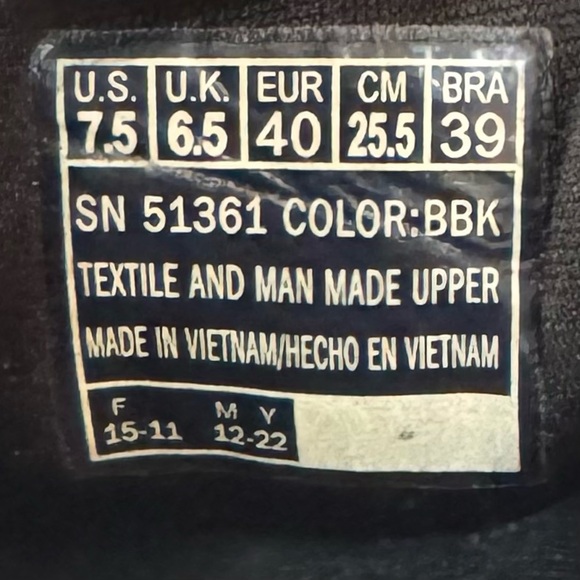 U.S. U.K. EUR CM BRA
7.5 6.5 40 25.5 39
SN 51361 COLOR:BBK
TEXTILE AND MAN MADE UPPER
MADE IN VIETNAM/HECHO EN VIETNAM
F M Y
15-11 12-22